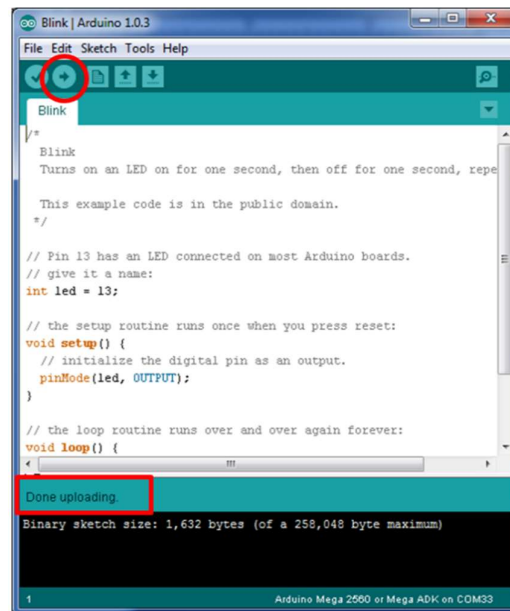 Blink | Arduino 1.0.3
File Edit Sketch Tools Help
Blink
/*
  Blink
  Turns on an LED on for one second, then off for one second, repe

  This example code is in the public domain.
 */

// Pin 13 has an LED connected on most Arduino boards.
// give it a name:
int led = 13;

// the setup routine runs once when you press reset:
void setup() {
  // initialize the digital pin as an output.
  pinMode(led, OUTPUT);
}

// the loop routine runs over and over again forever:
void loop() {
Done uploading.
Binary sketch size: 1,632 bytes (of a 258,048 byte maximum)
1
Arduino Mega 2560 or Mega ADK on COM33